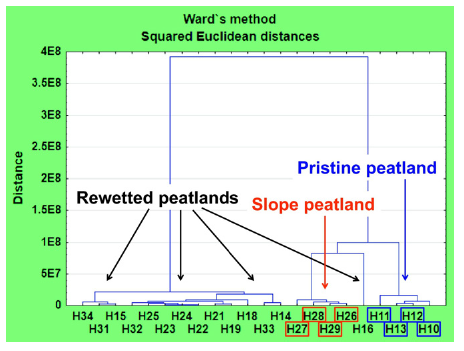 Ward`s method
Squared Euclidean distances
4E8
3.5E8
3E8
2.5E8
2E8
1.5E8
1E8
5E7
0
Distance
Pristine peatland
Rewetted peatlands
Slope peatland
H34 H15 H25 H24 H21 H18 H14 H28 H26 H11 H12
H31 H32 H23 H22 H19 H33 H27 H29 H16 H13 H10